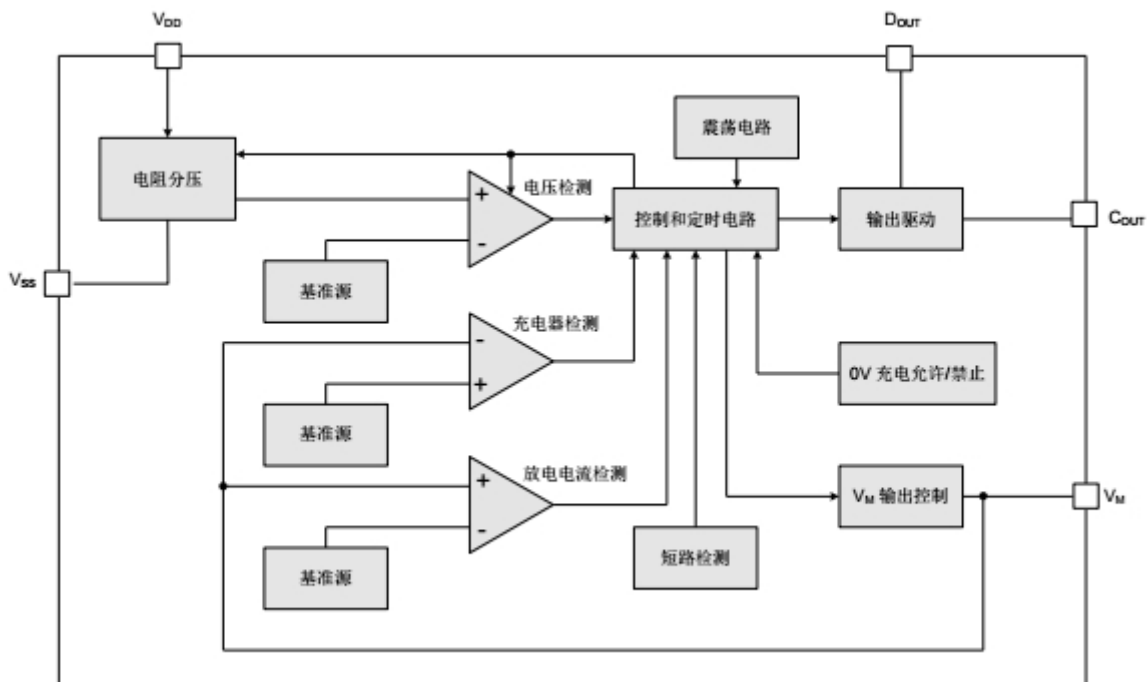 VDD
DOUT
震荡电路
电阻分压
电压检测
+
-
控制和定时电路
输出驱动
COUT
VSS
基准源
充电器检测
-
+
0V 充电允许/禁止
基准源
放电电流检测
+
-
VM 输出控制
VM
短路检测
基准源